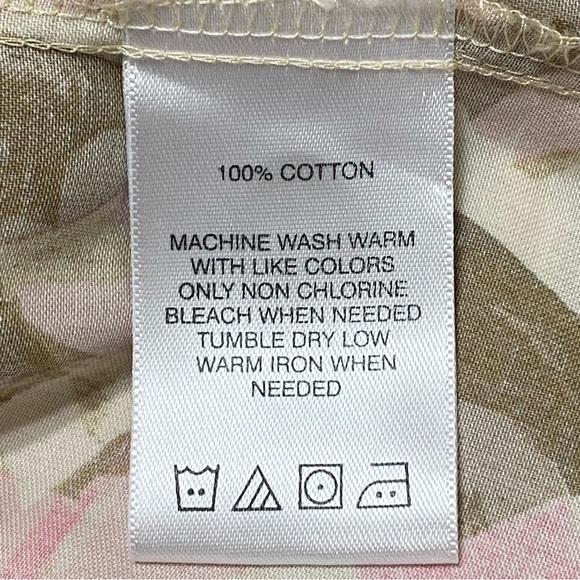 100% COTTON
MACHINE WASH WARM
WITH LIKE COLORS
ONLY NON CHLORINE
BLEACH WHEN NEEDED
TUMBLE DRY LOW
WARM IRON WHEN
NEEDED